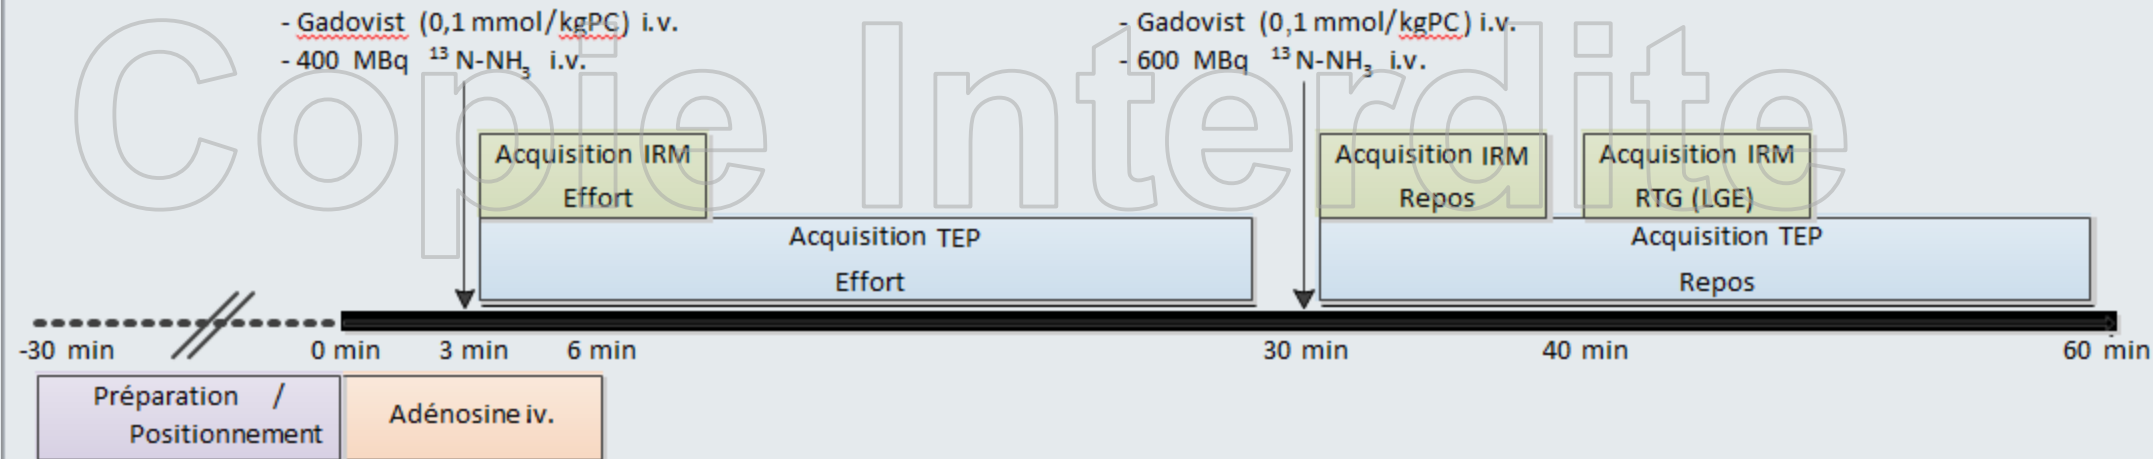 - Gadovist (0,1 mmol/kgPC) i.v.
- 400 MBq ¹³N-NH₃ i.v.
- Gadovist (0,1 mmol/kgPC) i.v.
- 600 MBq ¹³N-NH₃ i.v.
Copie Interdite
Acquisition IRM
Effort
Acquisition IRM
Repos
Acquisition IRM
RTG (LGE)
Acquisition TEP
Effort
Acquisition TEP
Repos
-30 min
0 min
3 min
6 min
30 min
40 min
60 min
Préparation /
Positionnement
Adénosine iv.